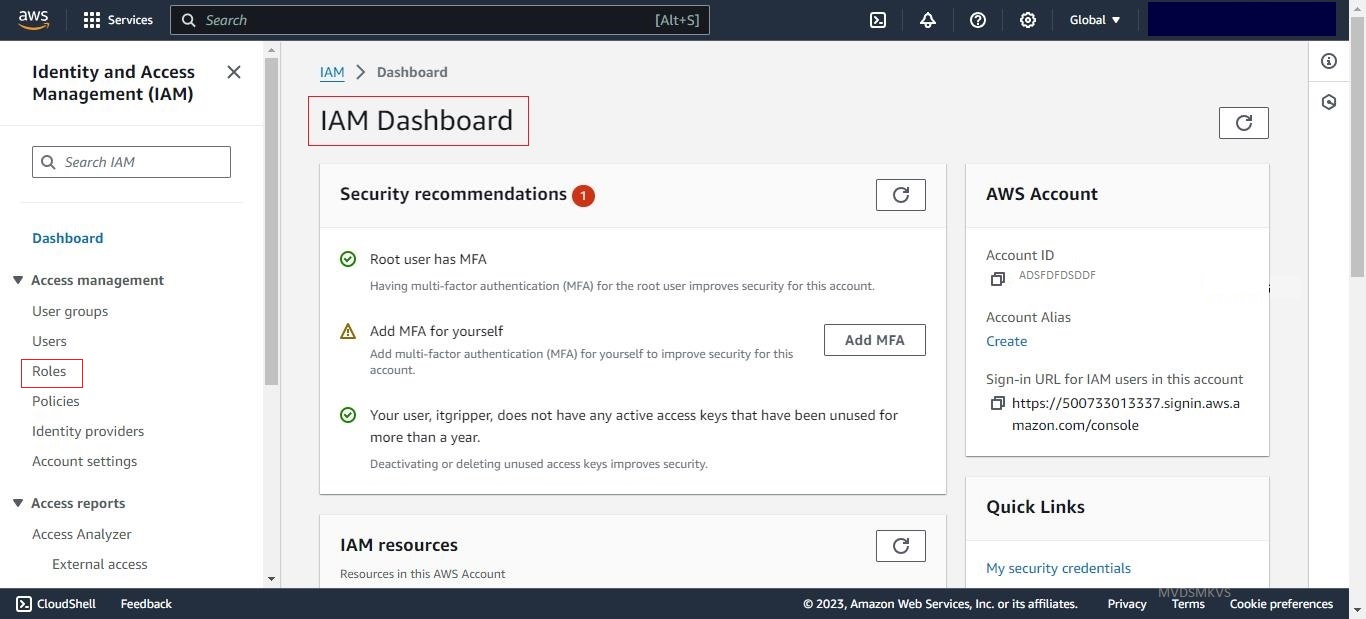 aws
Services
Search
[Alt+S]
Global
Identity and Access
Management (IAM)
Search IAM
Dashboard
Access management
User groups
Users
Roles
Policies
Identity providers
Account settings
Access reports
Access Analyzer
External access
IAM > Dashboard
IAM Dashboard
Security recommendations 1
Root user has MFA
Having multi-factor authentication (MFA) for the root user improves security for this account.
Add MFA for yourself
Add multi-factor authentication (MFA) for yourself to improve security for this
account.
Add MFA
Your user, itgripper, does not have any active access keys that have been unused for
more than a year.
Deactivating or deleting unused access keys improves security.
IAM resources
Resources in this AWS Account
AWS Account
Account ID
ADSFDFDSDDF
Account Alias
Create
Sign-in URL for IAM users in this account
https://500733013337.signin.aws.a
mazon.com/console
Quick Links
My security credentials
MVDSMKVS
CloudShell
Feedback
© 2023, Amazon Web Services, Inc. or its affiliates.
Privacy
Terms
Cookie preferences